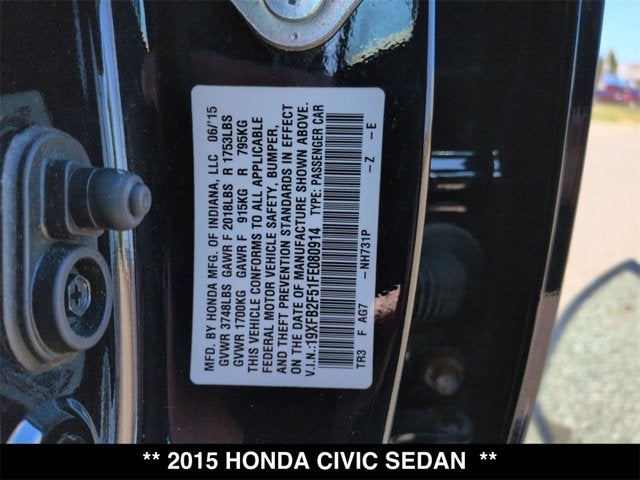 MFD. BY HONDA MFG. OF INDIANA, LLC 06/15
GVWR 3748LBS GAWR F 2018LBS R 1753LBS
GVWR 1700KG GAWR F 915KG R 795KG
THIS VEHICLE CONFORMS TO ALL APPLICABLE
FEDERAL MOTOR VEHICLE SAFETY, BUMPER,
AND THEFT PREVENTION STANDARDS IN EFFECT
ON THE DATE OF MANUFACTURE SHOWN ABOVE.
V.I.N.:19XFB2F51FE080914 TYPE: PASSENGER CAR
TR3 F AG7 -NH731P -Z -E
** 2015 HONDA CIVIC SEDAN **